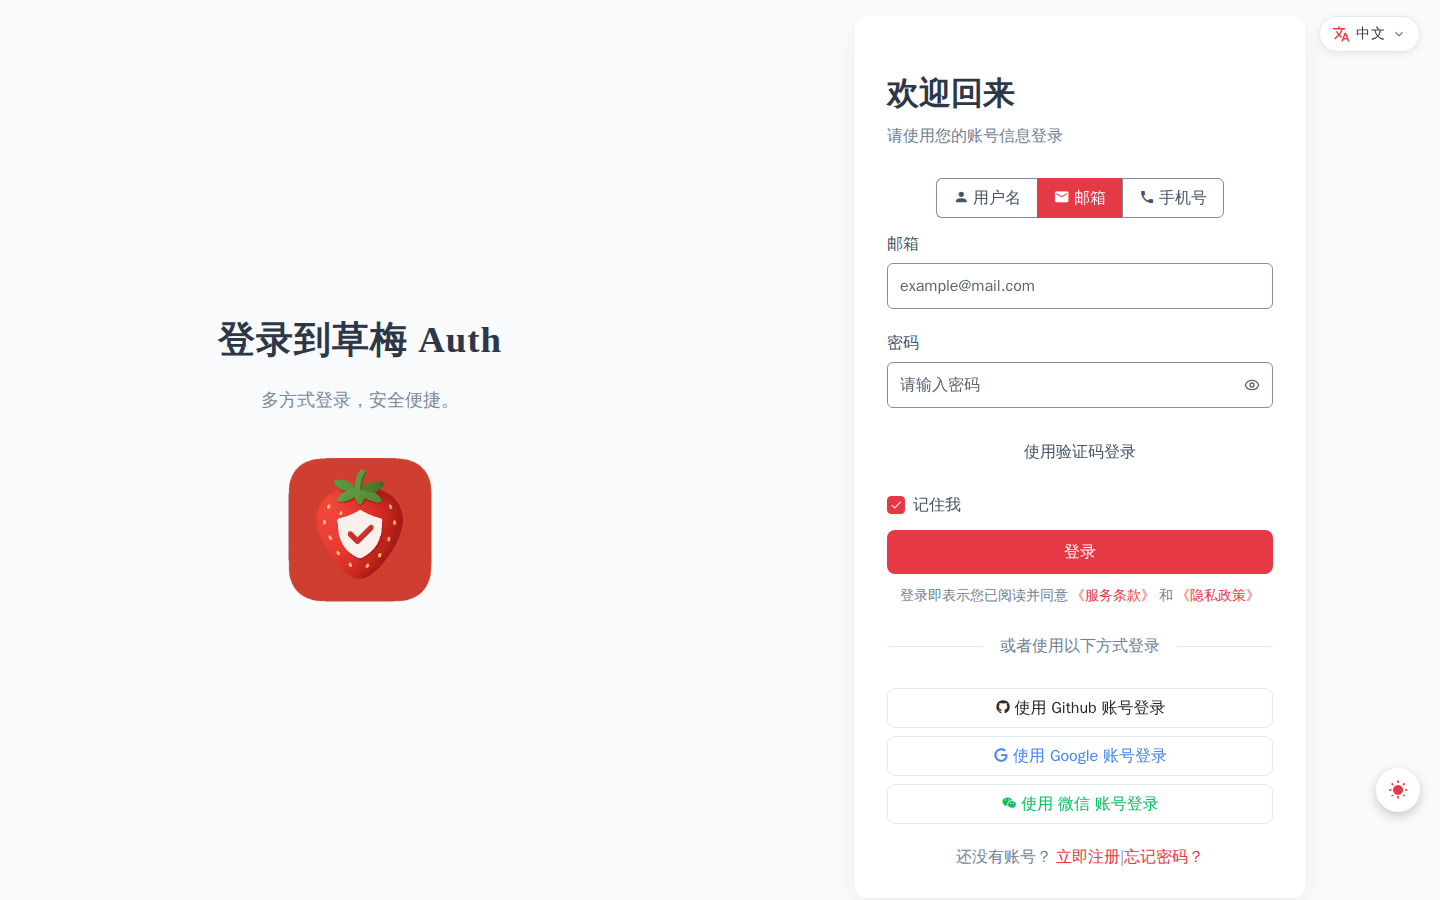 中文
欢迎回来
请使用您的账号信息登录
用户名 邮箱 手机号
邮箱
example@mail.com
密码
请输入密码
使用验证码登录
记住我
登录
登录即表示您已阅读并同意《服务条款》 和 《隐私政策》
或者使用以下方式登录
使用 Github 账号登录
使用 Google 账号登录
使用 微信 账号登录
还没有账号？ 立即注册|忘记密码？
登录到草梅 Auth
多方式登录，安全便捷。